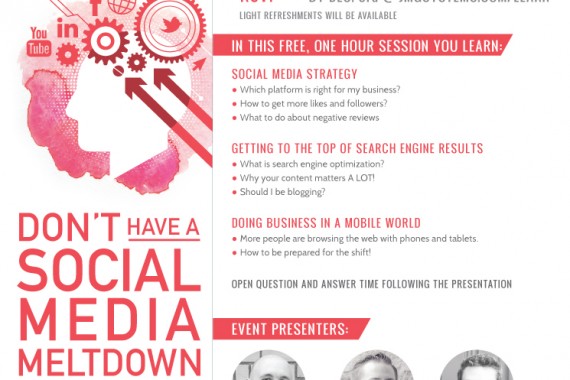 You
Tube
in
f
LIGHT REFRESHMENTS WILL BE AVAILABLE
IN THIS FREE, ONE HOUR SESSION YOU LEARN:
SOCIAL MEDIA STRATEGY
• Which platform is right for my business?
• How to get more likes and followers?
• What to do about negative reviews
GETTING TO THE TOP OF SEARCH ENGINE RESULTS
• What is search engine optimization?
• Why your content matters A LOT!
• Should I be blogging?
DOING BUSINESS IN A MOBILE WORLD
• More people are browsing the web with phones and tablets.
• How to be prepared for the shift!
OPEN QUESTION AND ANSWER TIME FOLLOWING THE PRESENTATION
EVENT PRESENTERS:
DON'T HAVE A
SOCIAL
MEDIA
MELTDOWN